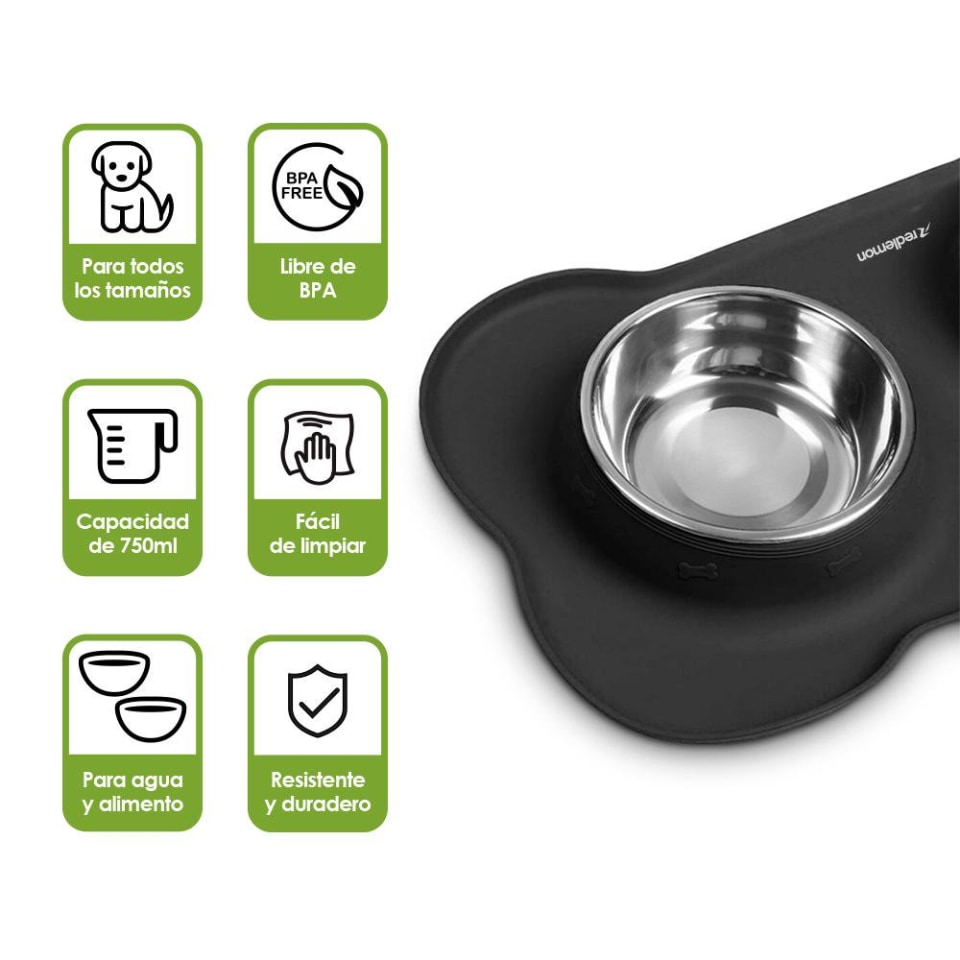 Para todos
los tamaños
BPA
FREE
Libre de
BPA
redlemon
Capacidad
de 750ml
Fácil
de limpiar
Para agua
y alimento
Resistente
y duradero